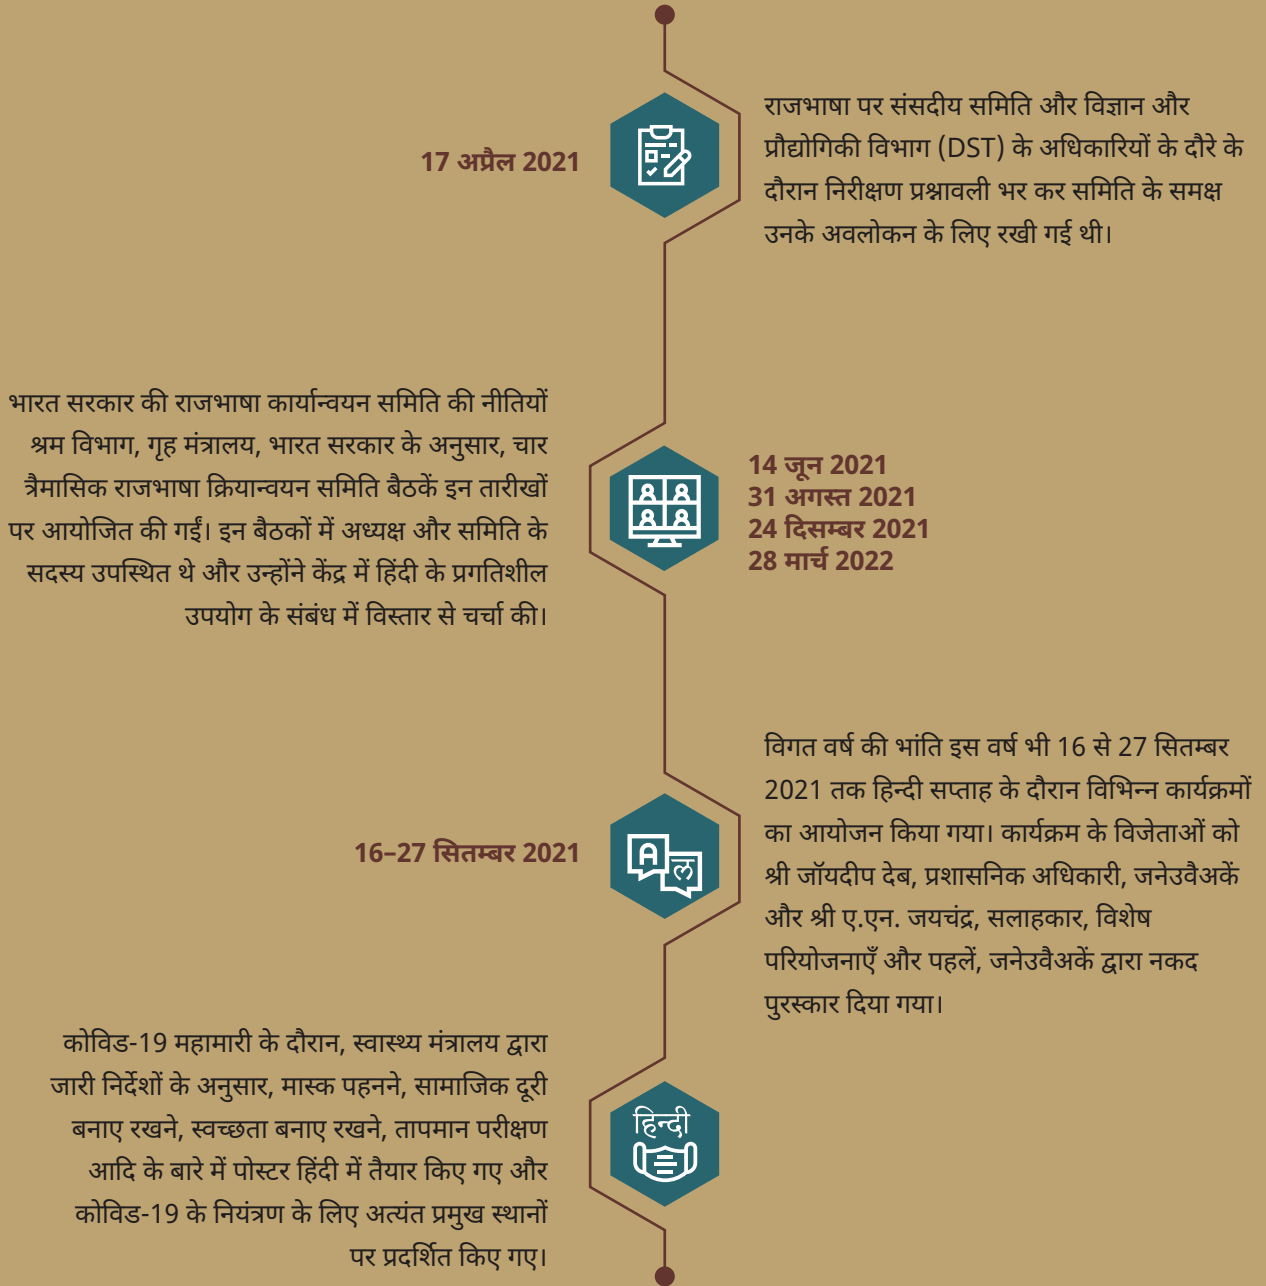 17 अप्रैल 2021
राजभाषा पर संसदीय समिति और विज्ञान और
प्रौद्योगिकी विभाग (DST) के अधिकारियों के दौरे के
दौरान निरीक्षण प्रश्नावली भर कर समिति के समक्ष
उनके अवलोकन के लिए रखी गई थी।
भारत सरकार की राजभाषा कार्यान्वयन समिति की नीतियों
श्रम विभाग, गृह मंत्रालय, भारत सरकार के अनुसार, चार
त्रैमासिक राजभाषा क्रियान्वयन समिति बैठकें इन तारीखों
पर आयोजित की गईं। इन बैठकों में अध्यक्ष और समिति के
सदस्य उपस्थित थे और उन्होंने केंद्र में हिंदी के प्रगतिशील
उपयोग के संबंध में विस्तार से चर्चा की।
14 जून 2021
31 अगस्त 2021
24 दिसम्बर 2021
28 मार्च 2022
16–27 सितम्बर 2021
A ल
विगत वर्ष की भांति इस वर्ष भी 16 से 27 सितम्बर
2021 तक हिन्दी सप्ताह के दौरान विभिन्न कार्यक्रमों
का आयोजन किया गया। कार्यक्रम के विजेताओं को
श्री जॉयदीप देब, प्रशासनिक अधिकारी, जनेउवैअकें
और श्री ए.एन. जयचंद्र, सलाहकार, विशेष
परियोजनाएँ और पहलें, जनेउवैअकें द्वारा नकद
पुरस्कार दिया गया।
कोविड-19 महामारी के दौरान, स्वास्थ्य मंत्रालय द्वारा
जारी निर्देशों के अनुसार, मास्क पहनने, सामाजिक दूरी
बनाए रखने, स्वच्छता बनाए रखने, तापमान परीक्षण
आदि के बारे में पोस्टर हिंदी में तैयार किए गए और
कोविड-19 के नियंत्रण के लिए अत्यंत प्रमुख स्थानों
पर प्रदर्शित किए गए।
हिन्दी